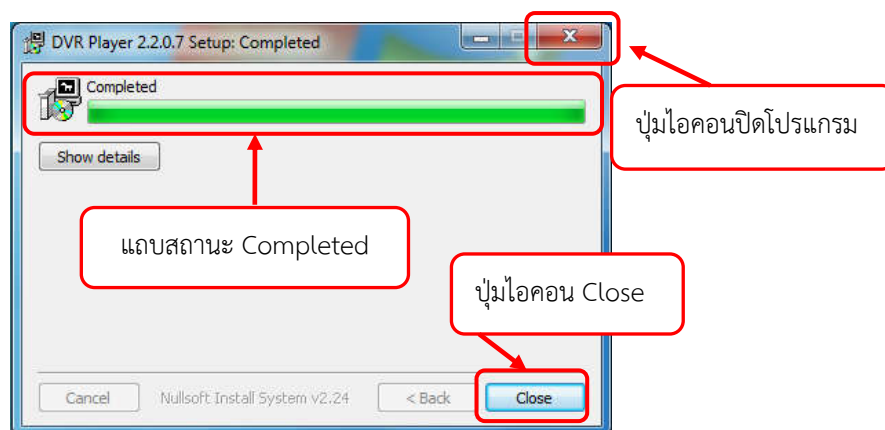 DVR Player 2.2.0.7 Setup: Completed
Completed
ปุ่มไอคอนปิดโปรแกรม
Show details
แถบสถานะ Completed
ปุ่มไอคอน Close
Cancel
Nullsoft Install System v2.24
< Back
Close